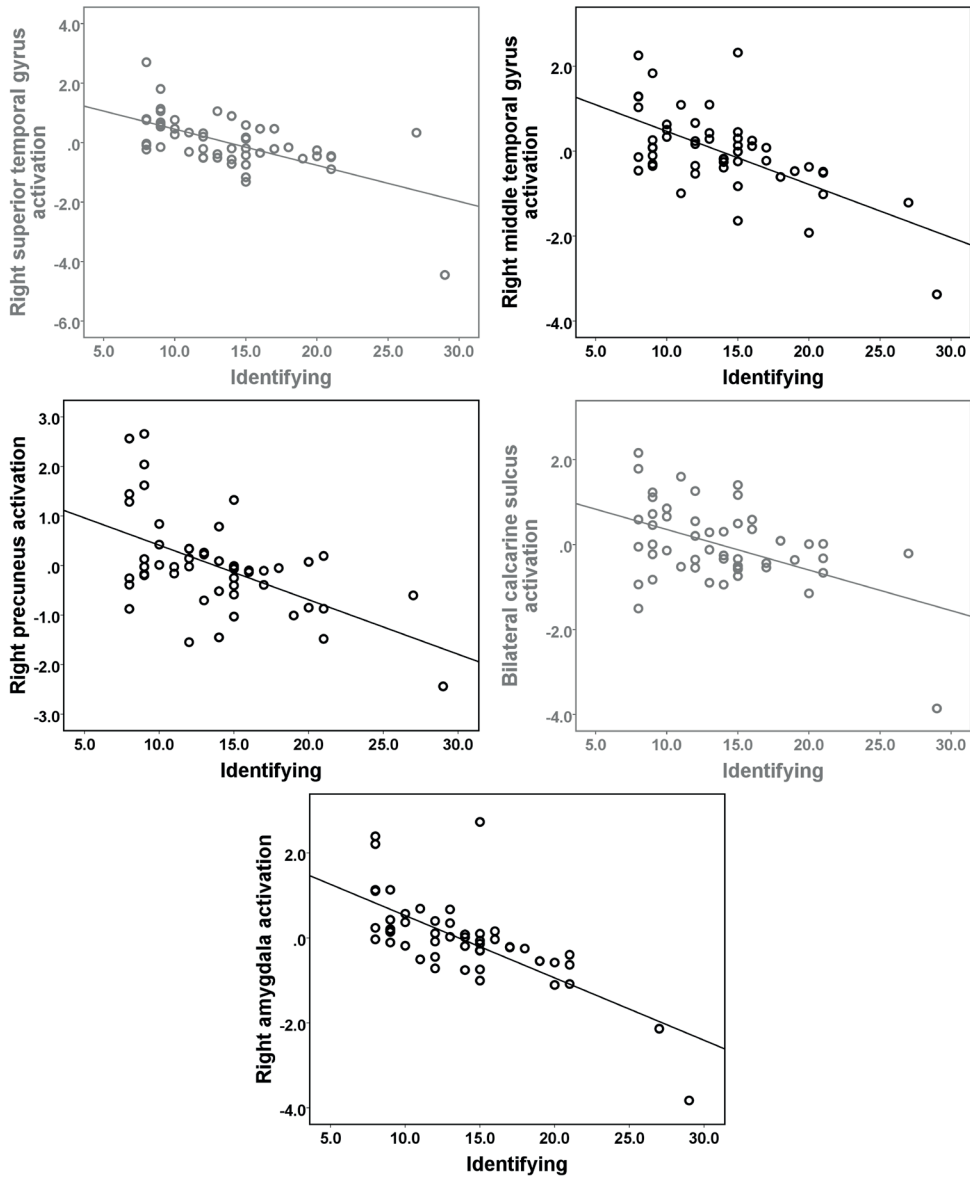 Right superior temporal gyrus
activation
4.0
2.0
.0
-2.0
-4.0
-6.0
5.0 10.0 15.0 20.0 25.0 30.0
Identifying
Right middle temporal gyrus
activation
2.0
.0
-2.0
-4.0
5.0 10.0 15.0 20.0 25.0 30.0
Identifying
Right precuneus activation
3.0
2.0
1.0
.0
-1.0
-2.0
-3.0
5.0 10.0 15.0 20.0 25.0 30.0
Identifying
Bilateral calcarine sulcus
activation
2.0
.0
-2.0
-4.0
5.0 10.0 15.0 20.0 25.0 30.0
Identifying
Right amygdala activation
2.0
.0
-2.0
-4.0
5.0 10.0 15.0 20.0 25.0 30.0
Identifying